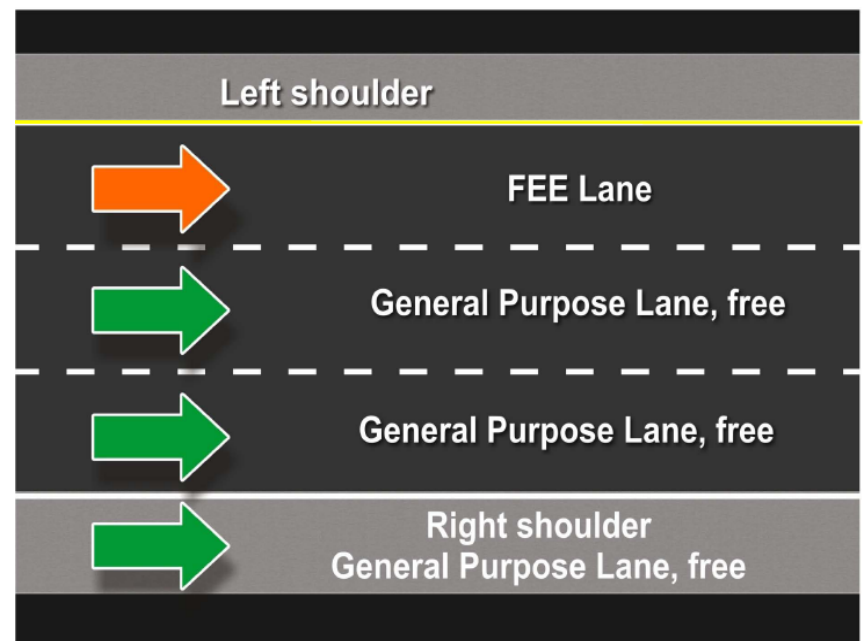 Left shoulder
FEE Lane
General Purpose Lane, free
General Purpose Lane, free
Right shoulder
General Purpose Lane, free